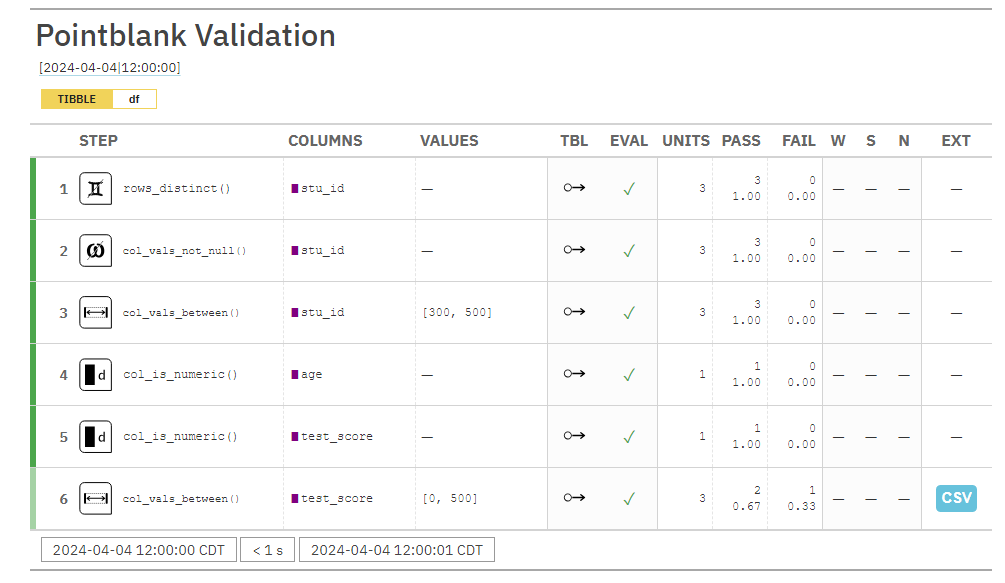 Pointblank Validation
[2024-04-04|12:00:00]
TIBBLE df
STEP COLUMNS VALUES TBL EVAL UNITS PASS FAIL W S N EXT
1 rows_distinct() stu_id — ✓ 3 3 1.00 0 0.00 — — — —
2 col_vals_not_null() stu_id — ✓ 3 3 1.00 0 0.00 — — — —
3 col_vals_between() stu_id [300, 500] ✓ 3 3 1.00 0 0.00 — — — —
4 d col_is_numeric() age — ✓ 1 1 1.00 0 0.00 — — — —
5 d col_is_numeric() test_score — ✓ 1 1 1.00 0 0.00 — — — —
6 col_vals_between() test_score [0, 500] ✓ 3 2 0.67 1 0.33 — — — CSV
2024-04-04 12:00:00 CDT < 1 s 2024-04-04 12:00:01 CDT